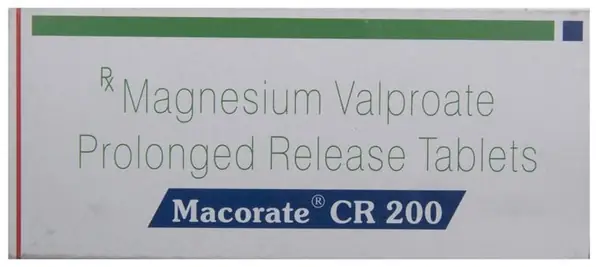 ℞ Magnesium Valproate
Prolonged Release Tablets
Macorate® CR 200